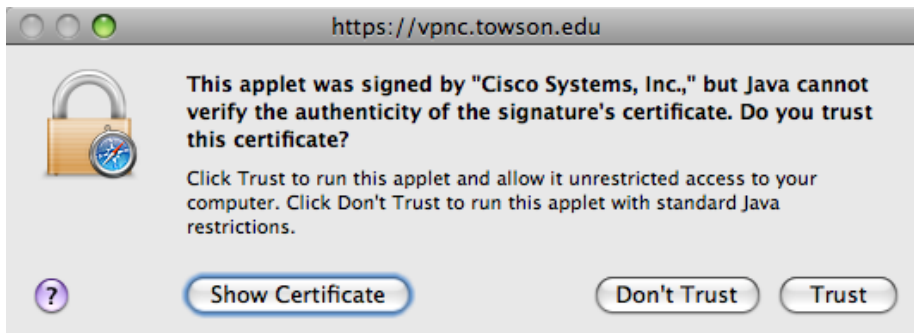 https://vpnc.towson.edu
This applet was signed by "Cisco Systems, Inc.," but Java cannot
verify the authenticity of the signature's certificate. Do you trust
this certificate?
Click Trust to run this applet and allow it unrestricted access to your
computer. Click Don't Trust to run this applet with standard Java
restrictions.
?
Show Certificate
Don't Trust
Trust